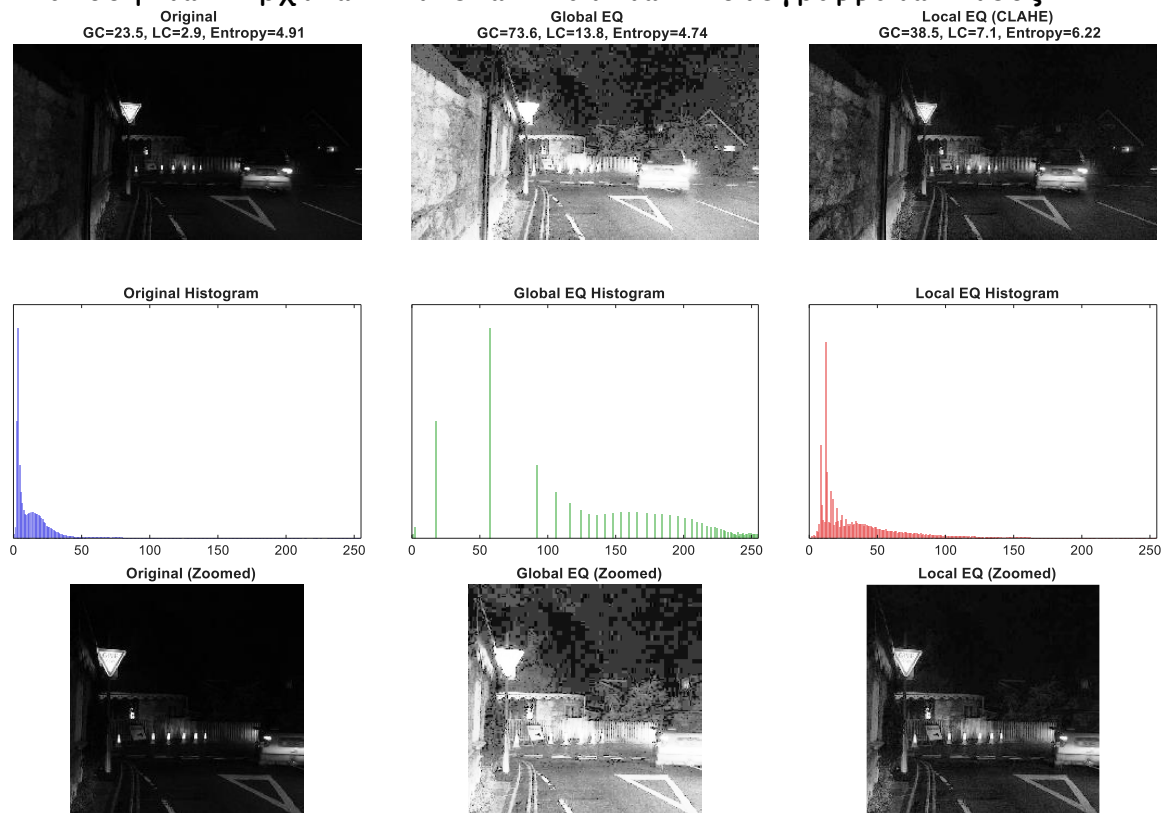 Original
GC=23.5, LC=2.9, Entropy=4.91
Global EQ
GC=73.6, LC=13.8, Entropy=4.74
Local EQ (CLAHE)
GC=38.5, LC=7.1, Entropy=6.22
Original Histogram
Global EQ Histogram
Local EQ Histogram
0 50 100 150 200 250
0 50 100 150 200 250
0 50 100 150 200 250
Original (Zoomed)
Global EQ (Zoomed)
Local EQ (Zoomed)